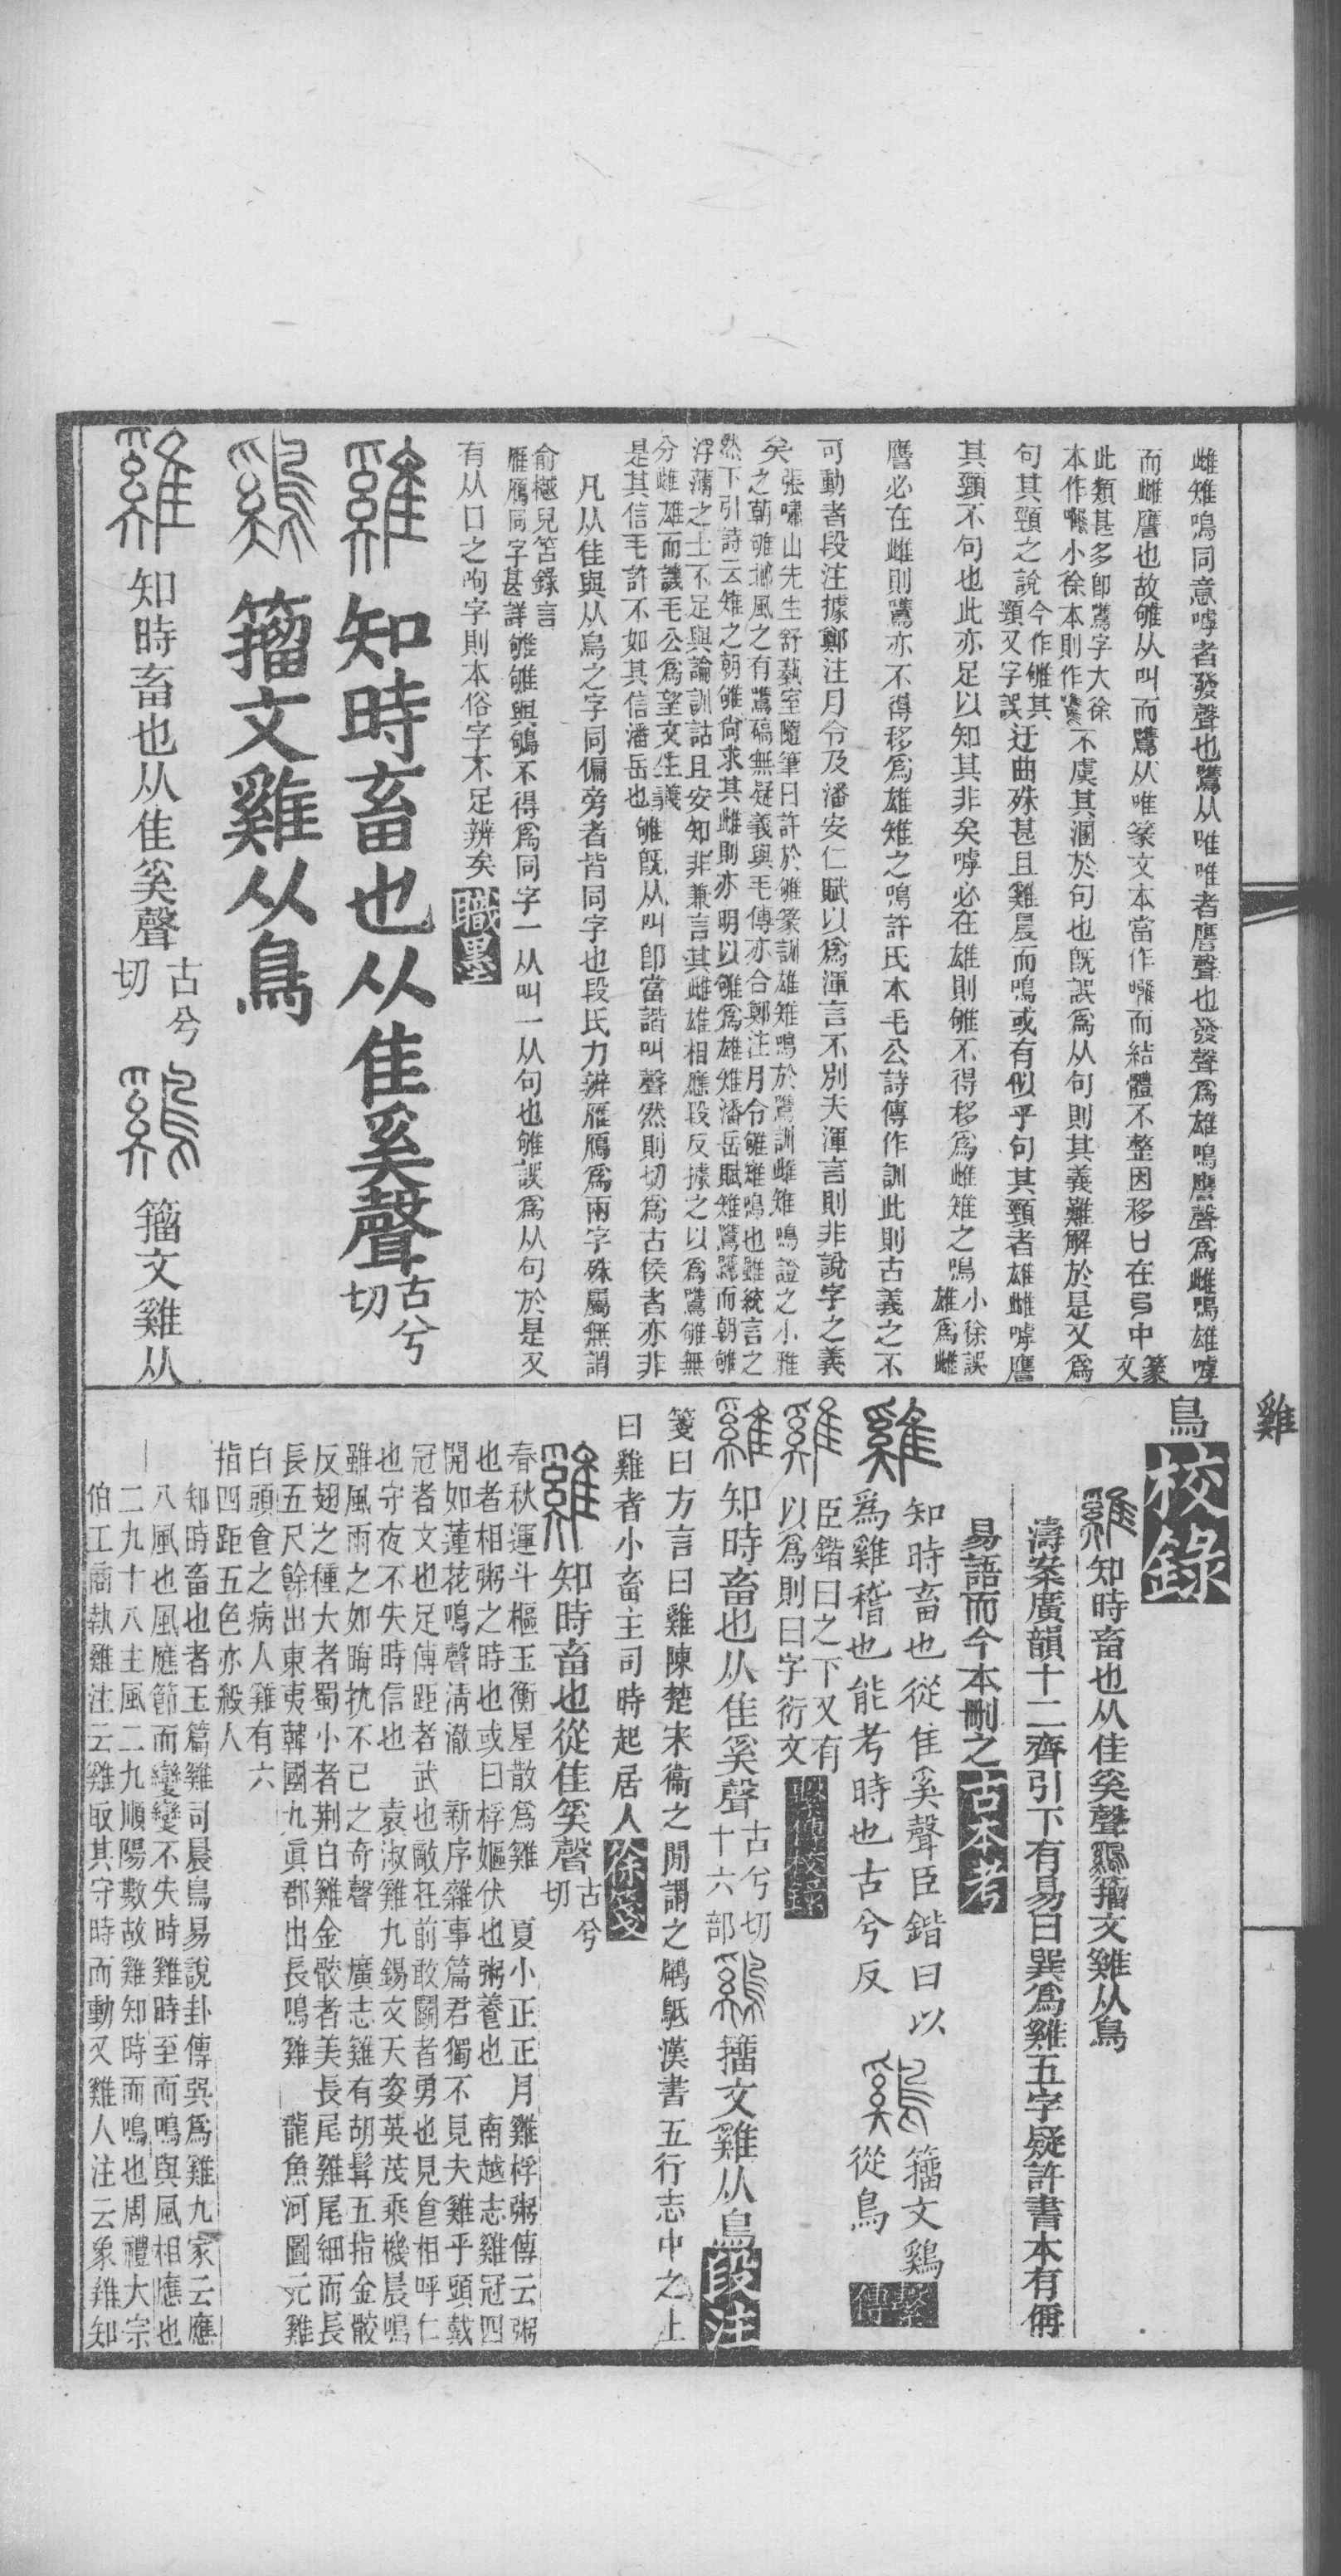 雌雉鳴同意嘑者發聲也鷕从唯唯者譍聲也發聲爲雄鳴譍聲爲雌鳴雄嘑
而雌譍也故雊从叫而鷕从唯篆文本當作嚾而結體不整因移口在弓中篆文
此類甚多卽鷕字大徐
本作嚾小徐本則作鷕
不虞其溷於句也旣誤爲从句則其義難解於是又爲
句其頸之說
今作雊其
頸又字誤
迂曲殊甚且雞晨而鳴或有似乎句其頸者雄雌嘑譍
其頸不句也此亦足以知其非矣嘑必在雄則雊不得移爲雌雉之鳴
小徐誤
雄爲雌
譍必在雌則鷕亦不得移爲雄雉之鳴許氏本毛公詩傳作訓此則古義之不
可動者段注據鄭注月令及潘安仁賦以爲渾言不別夫渾言則非說字之義
矣
張嘯山先生舒藝室隨筆曰許於雊篆訓雄雉鳴於鷕訓雌雉鳴證之小雅
之朝雊邶風之有鷕碻無疑義與毛傳亦合鄭注月令雊雉鳴也雖統言之
然下引詩云雉之朝雊尙求其雌則亦明以雊爲雄雉潘岳賦雉鷕鷕而朝雊
浮薄之士不足與論訓詁且安知非兼言其雌雄相應段反據之以爲鷕雊無
分雌雄而譏毛公爲望文生義
是其信毛許不如其信潘岳也
雊旣从叫卽當諧叫聲然則切爲古侯者亦非
凡从隹與从鳥之字同偏旁者皆同字也段氏力辨雁鴈爲兩字殊屬無謂
俞樾兒笘錄言
雁鴈同字甚詳
雊雊與鴝不得爲同字一从叫一从句也雊誤爲从句於是又
有从口之呴字則本俗字不足辨矣職墨
雞知時畜也从隹奚聲古兮切
鷄籒文雞从鳥
雞知時畜也从隹奚聲古兮切鷄籒文雞从
鳥校錄
雞知時畜也从隹奚聲鷄籒文雞从鳥
濤案廣韻十二齊引下有易曰巽爲雞五字疑許書本有偁
易語而今本刪之古本考
雞
知時畜也從隹奚聲臣鍇曰以
爲雞稽也能考時也古兮反
鷄
籒文鷄
從鳥
繫傳
雞
臣鍇曰之下又有
以爲則曰字衍文
繫傳校錄
雞知時畜也从隹奚聲
古兮切
十六部
鷄籒文雞从鳥段注
箋曰方言曰雞陳楚宋衞之閒謂之鸊䳀漢書五行志中之上
曰雞者小畜主司時起居人徐箋
雞知時畜也從隹奚聲古兮切
春秋運斗樞玉衡星散爲雞　夏小正正月雞桴粥傳云粥
也者相粥之時也或曰桴嫗伏也粥養也　南越志雞冠四
開如蓮花鳴聲淸澈　新序雜事篇君獨不見夫雞乎頭戴
冠者文也足傅距者武也敵在前敢鬭者勇也見食相呼仁
也守夜不失時信也　袁淑雞九錫文天姿英茂乘機晨鳴
雖風雨之如晦抗不已之奇聲　廣志雞有胡髯五指金骹
反翅之種大者蜀小者荆白雞金骹者美長尾雞尾細而長
長五尺餘出東夷韓國九眞郡出長鳴雞　龍魚河圖元雞
白頭食之病人雞有六
指四距五色亦殺人
知時畜也者玉篇雞司晨鳥易說卦傳巽爲雞九家云應
八風也風應節而變變不失時雞時至而鳴與風相應也
二九十八主風二九順陽數故雞知時而鳴也周禮大宗
伯工商執雞注云雞取其守時而動又雞人注云象雞知
雞